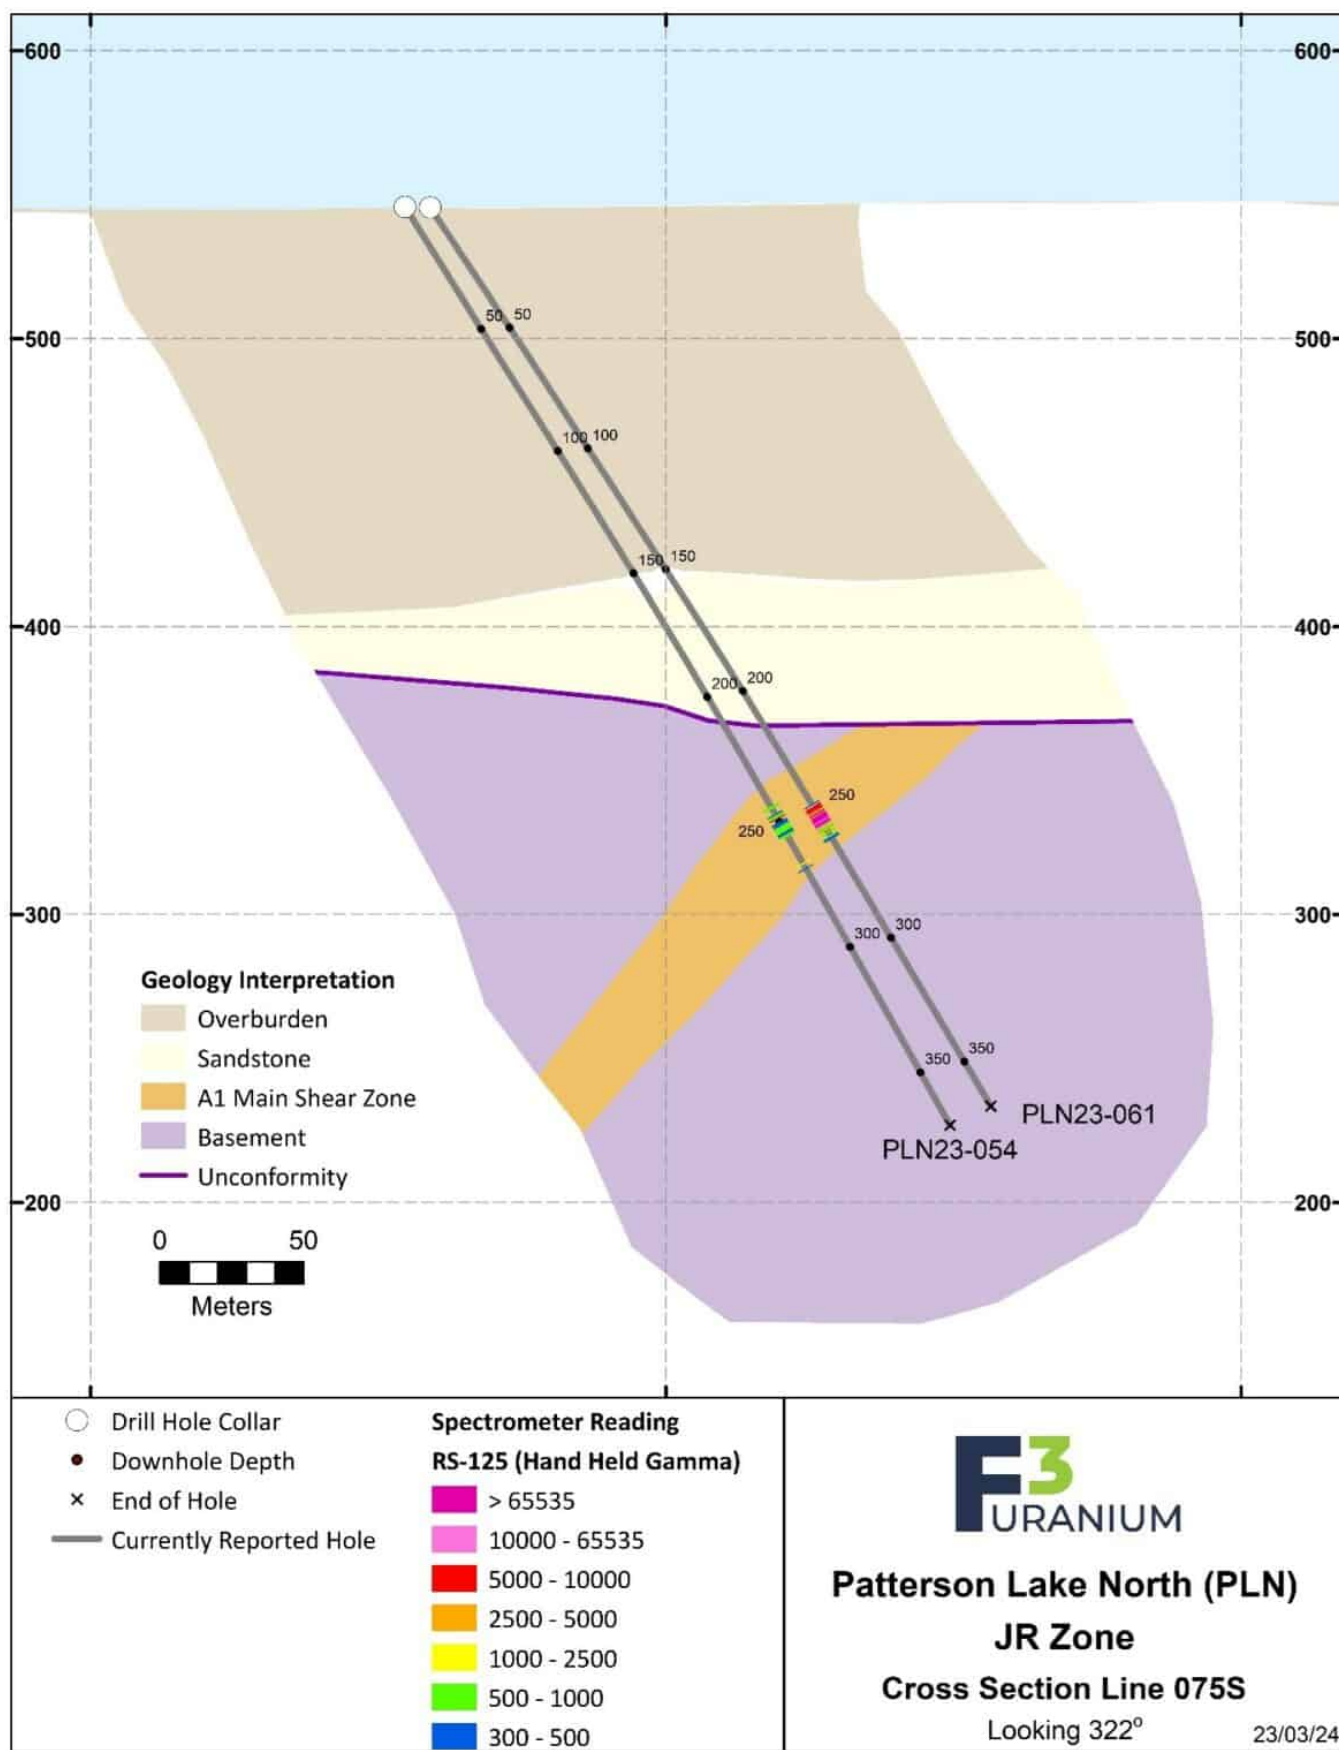 600 600
50 50
500 500
100 100
150 150
400 400
200 200
250
250
300 300
300 300
Geology Interpretation
Overburden
Sandstone
A1 Main Shear Zone
Basement
Unconformity
350 350
PLN23-061
PLN23-054
200 200
0 50
Meters
Drill Hole Collar
Downhole Depth
End of Hole
Currently Reported Hole
Spectrometer Reading
RS-125 (Hand Held Gamma)
> 65535
10000 - 65535
5000 - 10000
2500 - 5000
1000 - 2500
500 - 1000
300 - 500
F3
URANIUM
Patterson Lake North (PLN)
JR Zone
Cross Section Line 075S
Looking 322°
23/03/24